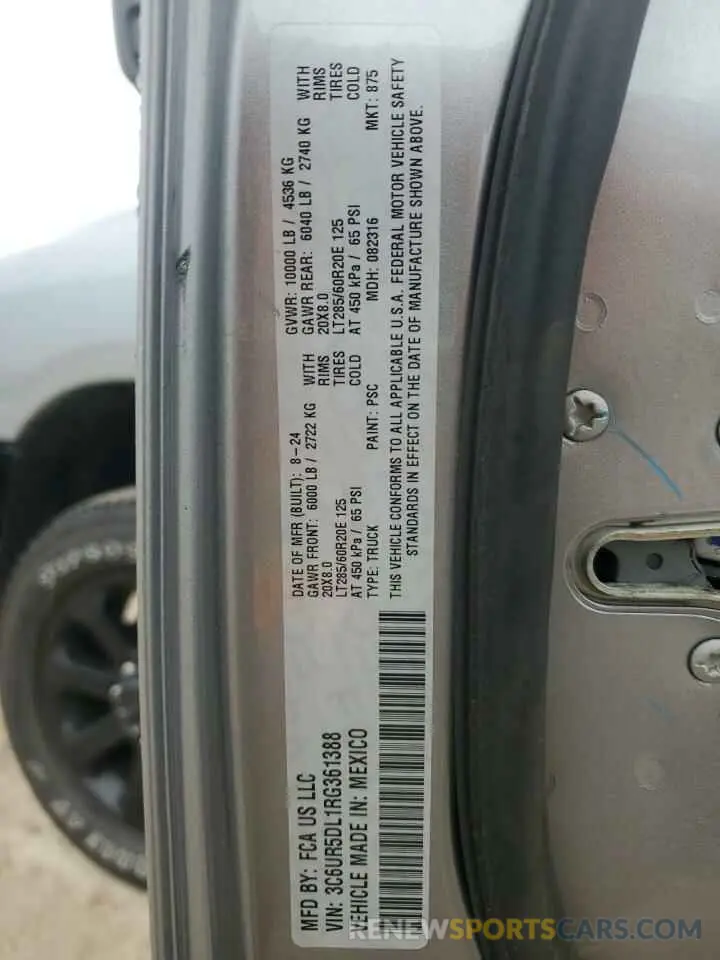 MFD BY: FCA US LLC
VIN: 3C6UR5DL1RG361388
VEHICLE MADE IN: MEXICO
DATE OF MFR (BUILT): 8-24
GVWR: 10000 LB / 4536 KG
GAWR FRONT: 6000 LB / 2722 KG WITH
20X8.0 RIMS
LT285/60R20E 125 TIRES
AT 450 kPa / 65 PSI COLD
GAWR REAR: 6040 LB / 2740 KG WITH
20X8.0 RIMS
LT285/60R20E 125 TIRES
AT 450 kPa / 65 PSI COLD
TYPE: TRUCK PAINT: PSC MDH: 082316 MKT: 875
THIS VEHICLE CONFORMS TO ALL APPLICABLE U.S.A. FEDERAL MOTOR VEHICLE SAFETY
STANDARDS IN EFFECT ON THE DATE OF MANUFACTURE SHOWN ABOVE.
RENEWSPORTSCARS.COM